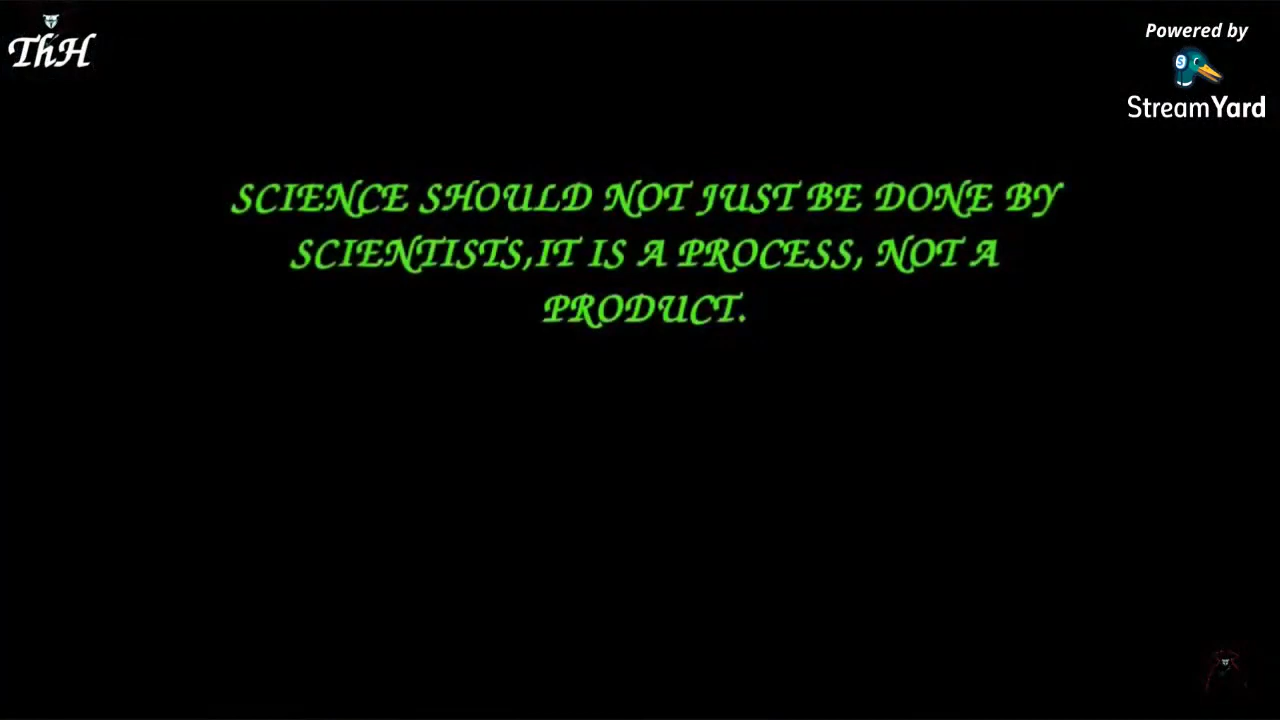 ThH
Powered by
StreamYard
SCIENCE SHOULD NOT JUST BE DONE BY
SCIENTISTS,IT IS A PROCESS, NOT A
PRODUCT.